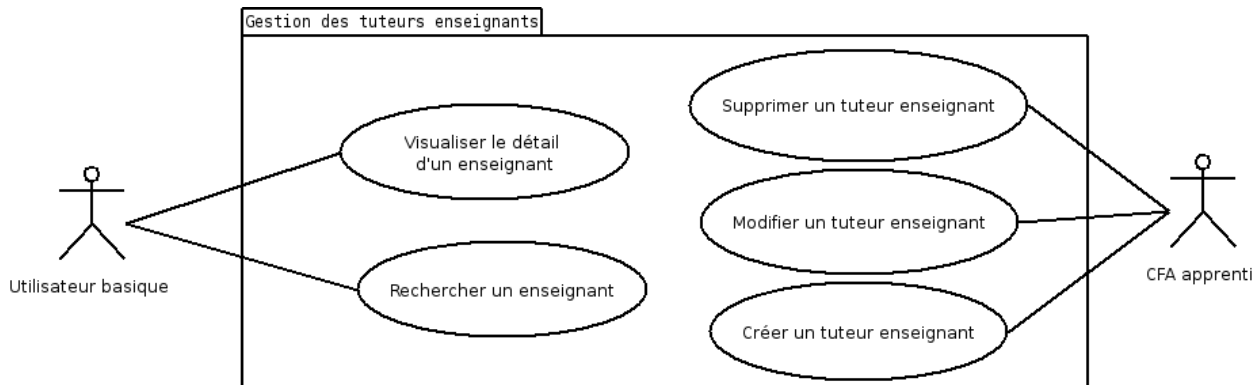 Gestion des tuteurs enseignants
Supprimer un tuteur enseignant
Visualiser le détail
d'un enseignant
Modifier un tuteur enseignant
Utilisateur basique
CFA apprenti
Rechercher un enseignant
Créer un tuteur enseignant